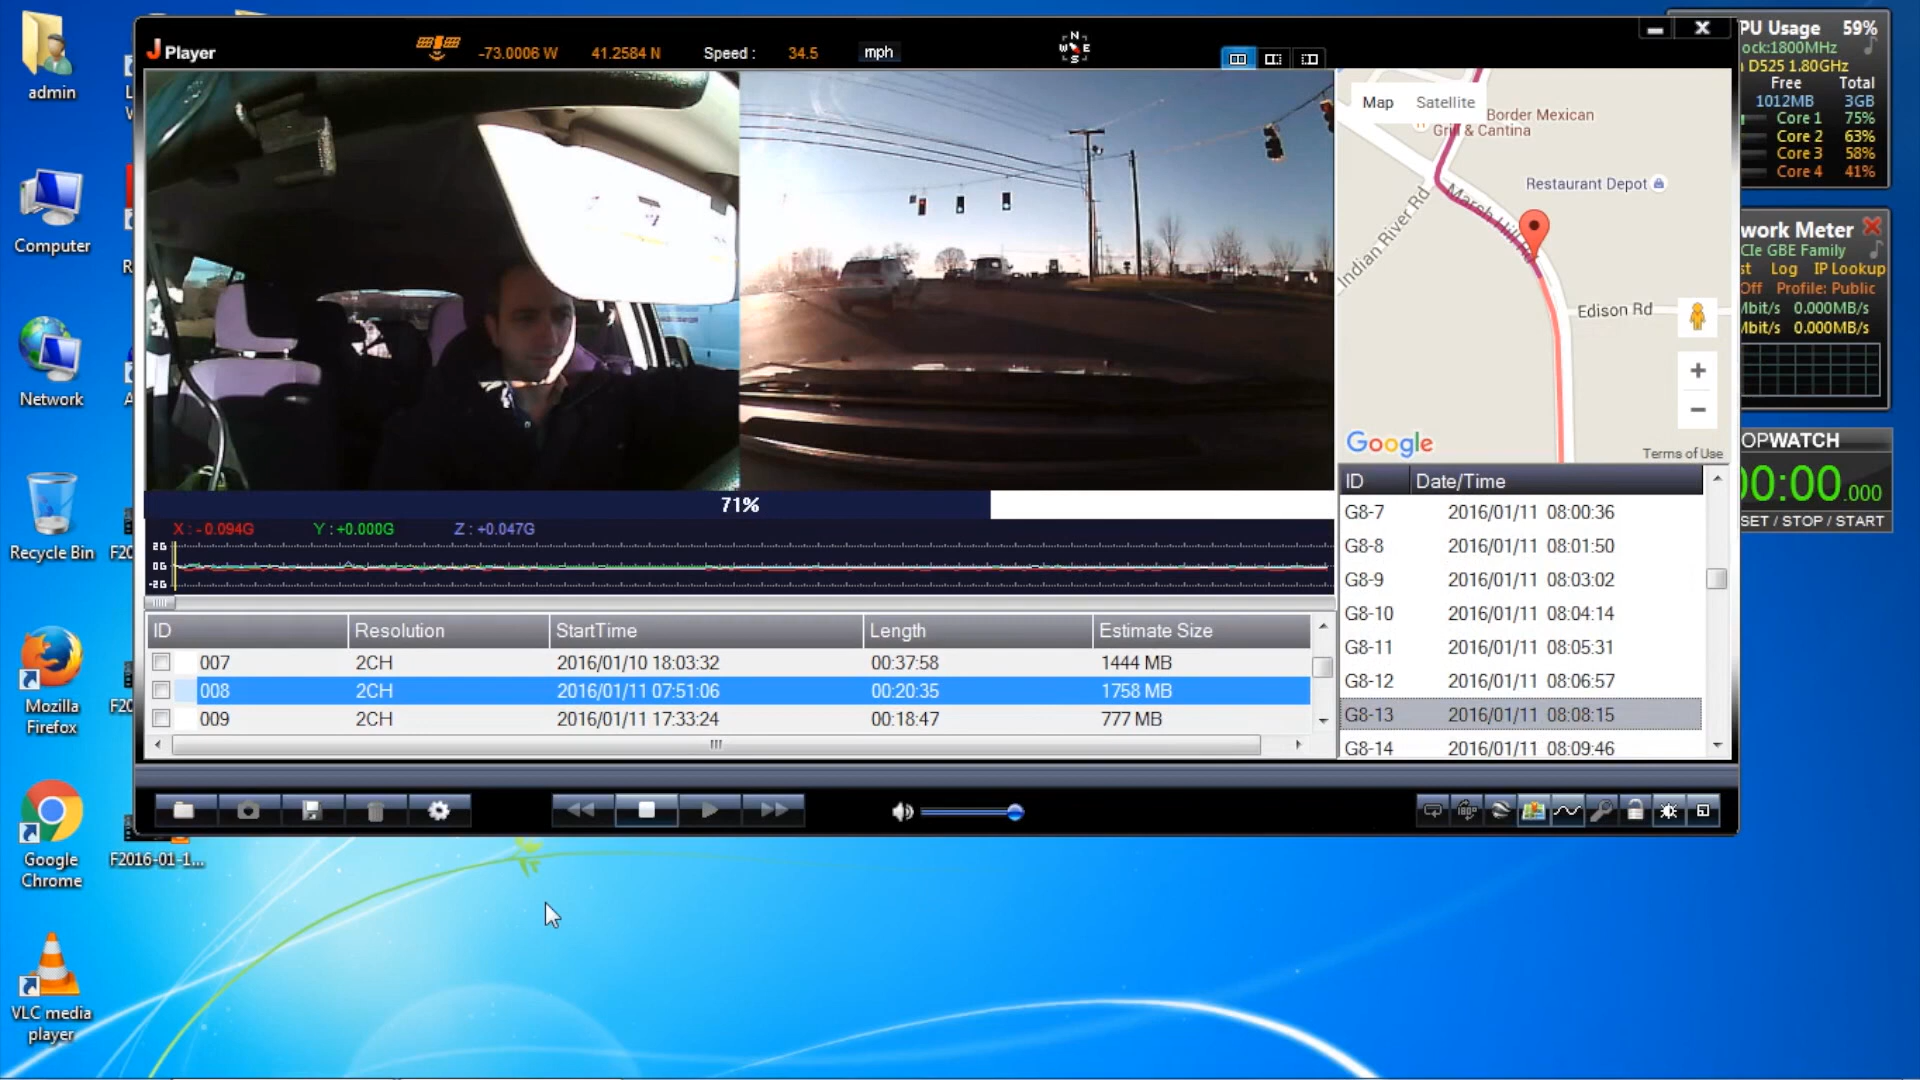 J Player
-73.0006 W 41.2584 N Speed : 34.5 mph
N
W E
S
71%
X : - 0.094G Y : +0.000G Z : +0.047G
2G
0G
-2G
ID Resolution StartTime Length Estimate Size
007 2CH 2016/01/10 18:03:32 00:37:58 1444 MB
008 2CH 2016/01/11 07:51:06 00:20:35 1758 MB
009 2CH 2016/01/11 17:33:24 00:18:47 777 MB
Map Satellite
Border Mexican
Grill & Cantina
Restaurant Depot
Marsh Hill Rd
Indian River Rd
Edison Rd
+
−
Google
Terms of Use
ID Date/Time
G8-7 2016/01/11 08:00:36
G8-8 2016/01/11 08:01:50
G8-9 2016/01/11 08:03:02
G8-10 2016/01/11 08:04:14
G8-11 2016/01/11 08:05:31
G8-12 2016/01/11 08:06:57
G8-13 2016/01/11 08:08:15
G8-14 2016/01/11 08:09:46
admin
Computer
Network
Recycle Bin
Mozilla
Firefox
Google
Chrome
VLC media
player
F20
F20
F2016-01-1...
PU Usage 59%
ock:1800MHz
D525 1.80GHz
Free Total
1012MB 3GB
Core 1 75%
Core 2 63%
Core 3 58%
Core 4 41%
work Meter
CIe GBE Family
st Log IP Lookup
Off Profile: Public
Mbit/s 0.000MB/s
Mbit/s 0.000MB/s
OPWATCH
00:00.000
SET / STOP / START